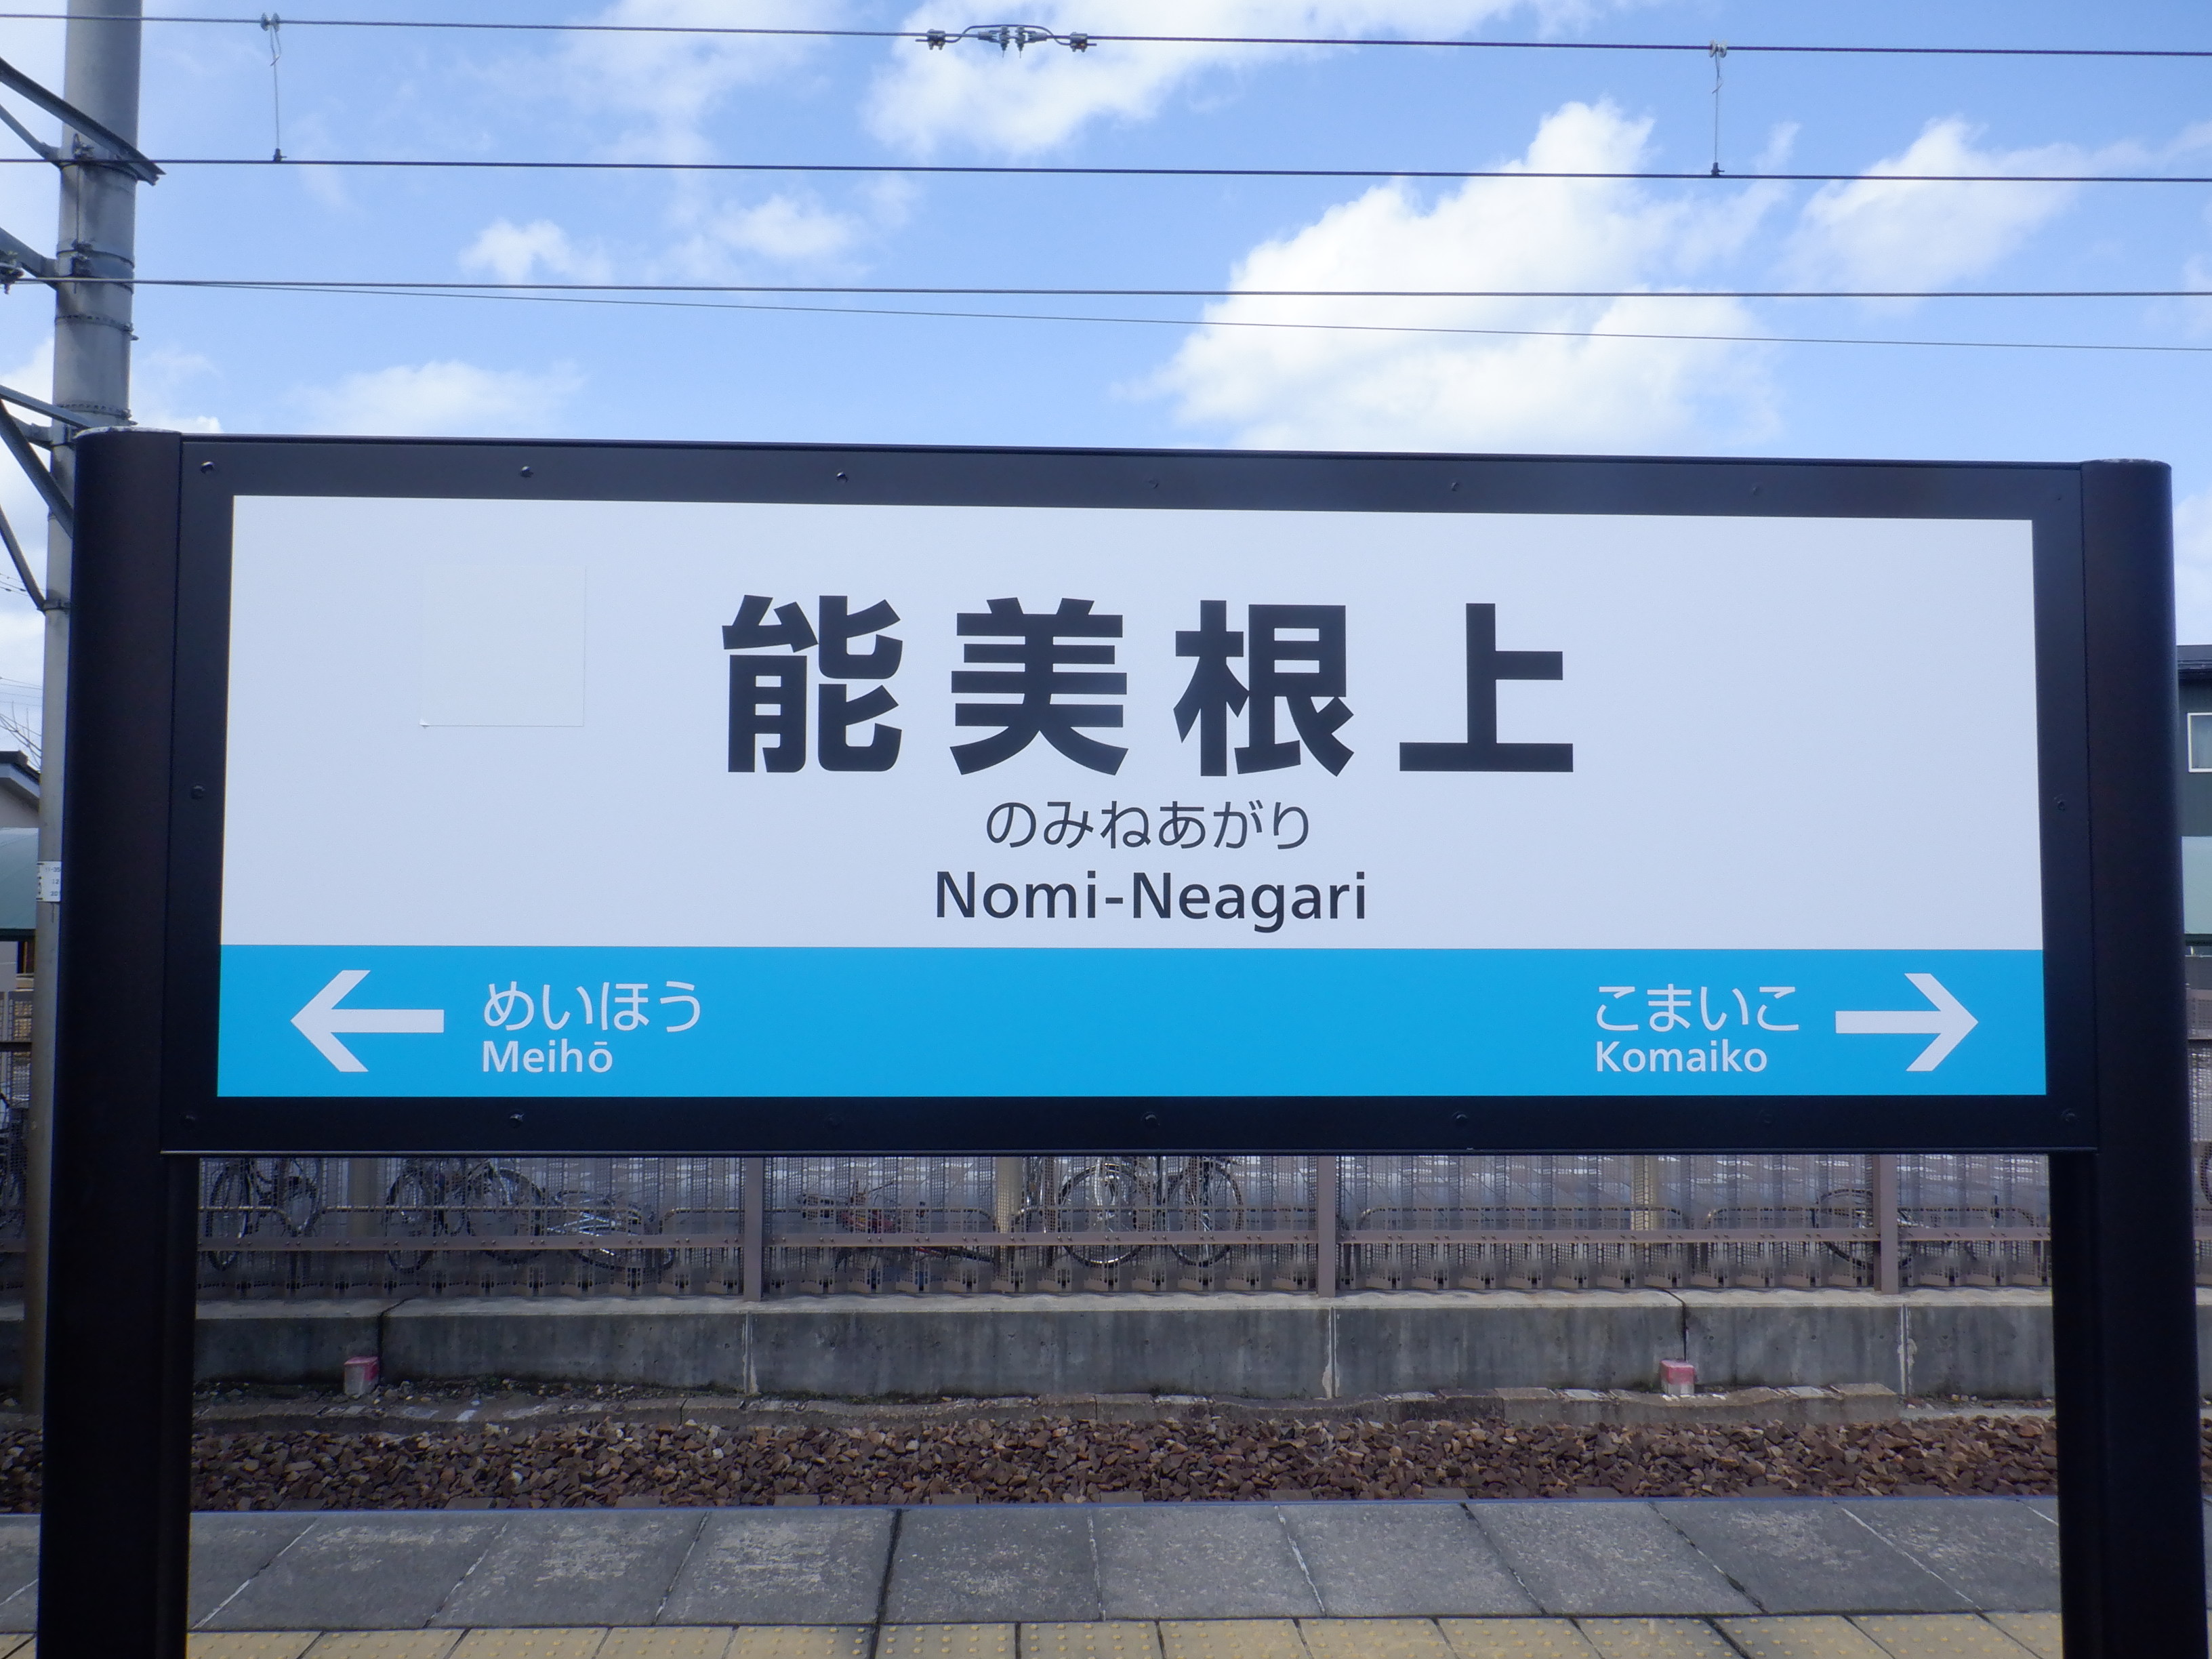 能美根上
のみねあがり
Nomi-Neagari
めいほう
Meihō
こまいこ
Komaiko